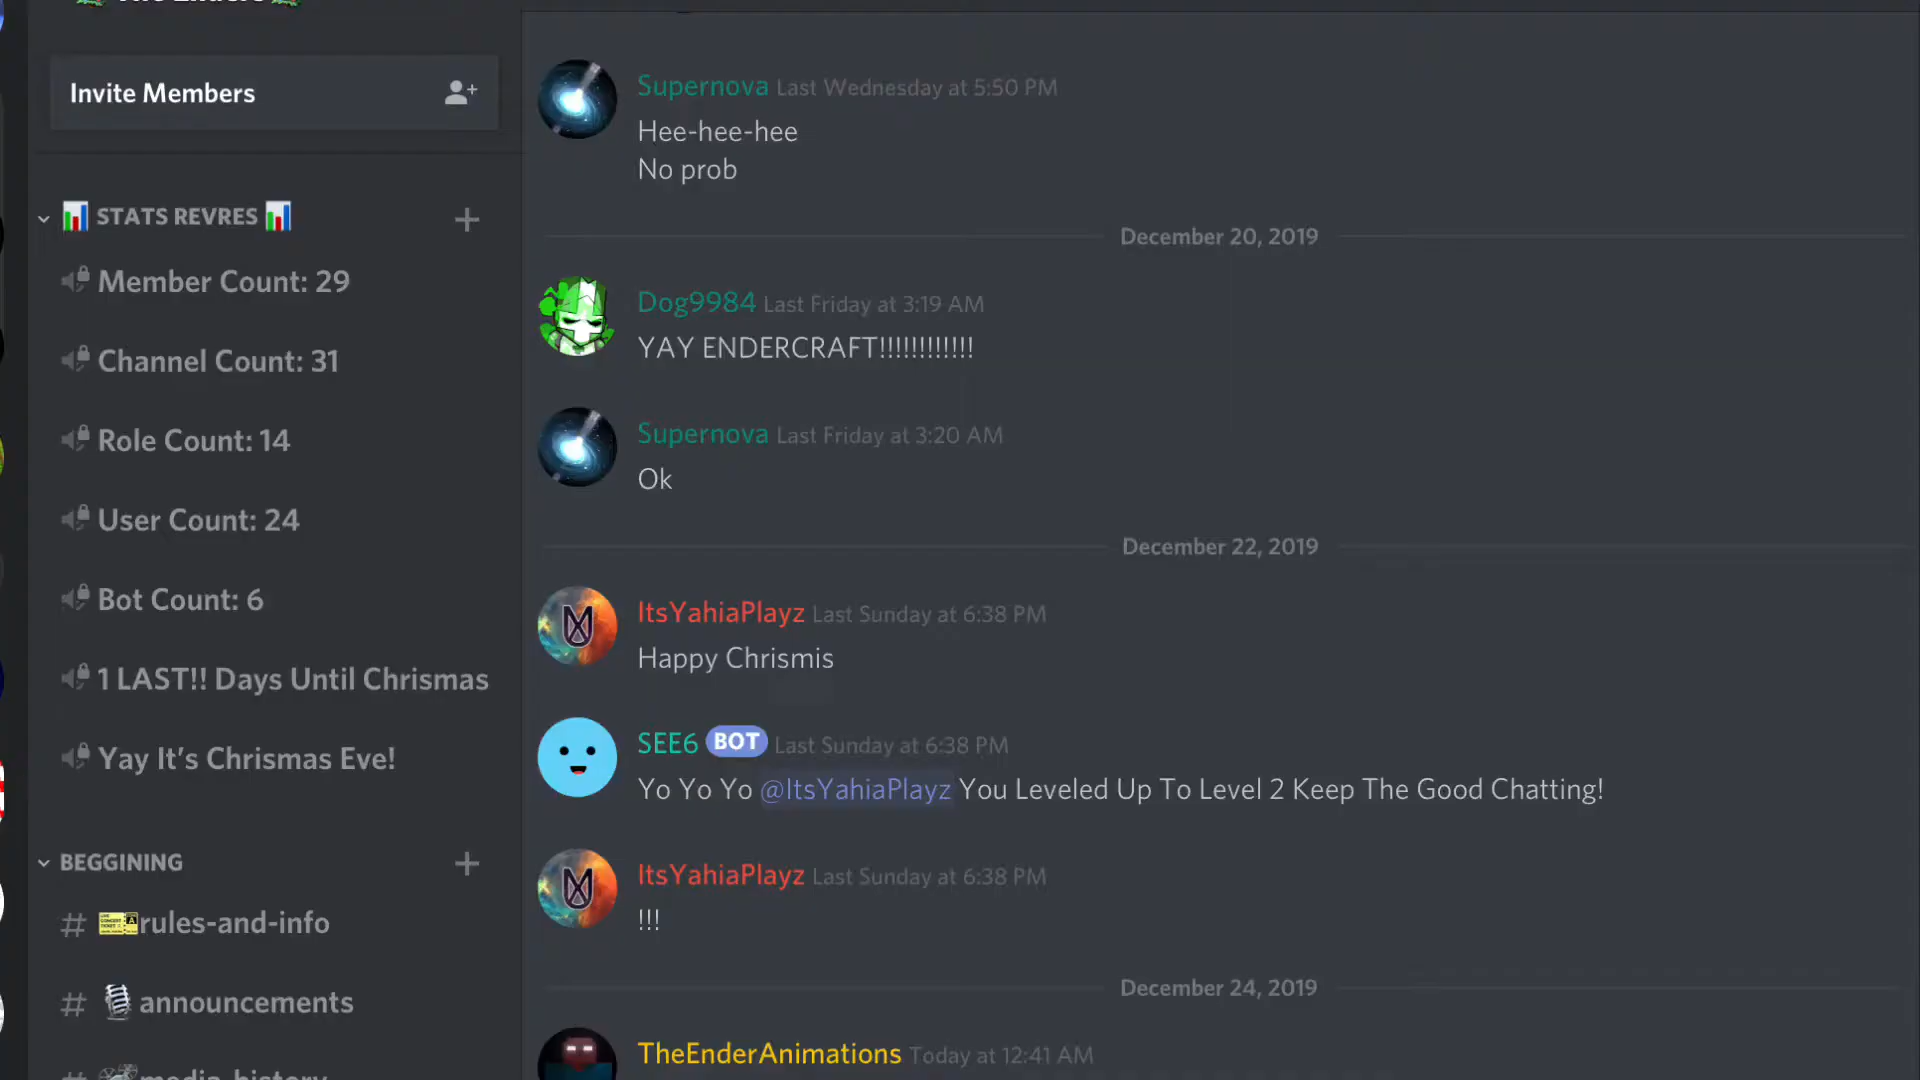 The Enders
Invite Members
STATS REVRES
Member Count: 29
Channel Count: 31
Role Count: 14
User Count: 24
Bot Count: 6
1 LAST!! Days Until Chrismas
Yay It's Chrismas Eve!
BEGGINING
rules-and-info
announcements
media-history
Supernova Last Wednesday at 5:50 PM
Hee-hee-hee
No prob
December 20, 2019
Dog9984 Last Friday at 3:19 AM
YAY ENDERCRAFT!!!!!!!!!!!!
Supernova Last Friday at 3:20 AM
Ok
December 22, 2019
ItsYahiaPlayz Last Sunday at 6:38 PM
Happy Chrismis
SEE6 BOT Last Sunday at 6:38 PM
Yo Yo Yo @ItsYahiaPlayz You Leveled Up To Level 2 Keep The Good Chatting!
ItsYahiaPlayz Last Sunday at 6:38 PM
!!!
December 24, 2019
TheEnderAnimations Today at 12:41 AM